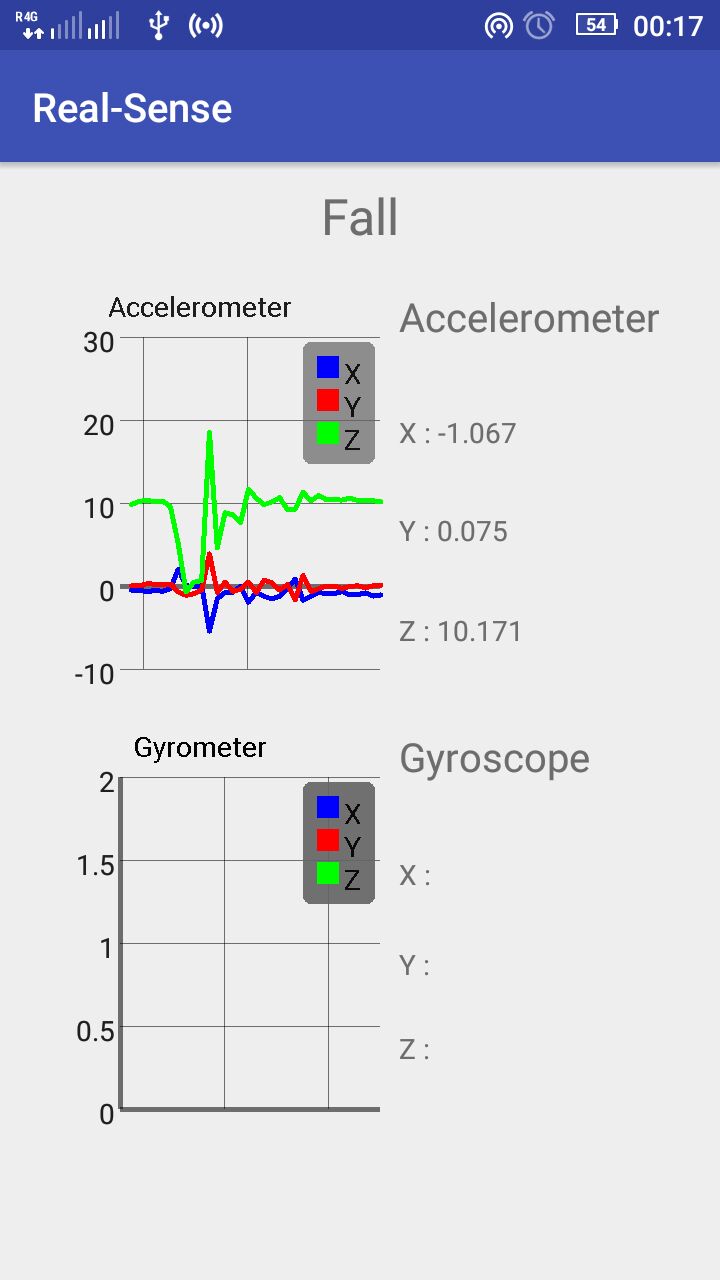 R4G
54
00:17
Real-Sense
Fall
Accelerometer
30
20
10
0
-10
X
Y
Z
Accelerometer
X : -1.067
Y : 0.075
Z : 10.171
Gyrometer
2
1.5
1
0.5
0
X
Y
Z
Gyroscope
X :
Y :
Z :